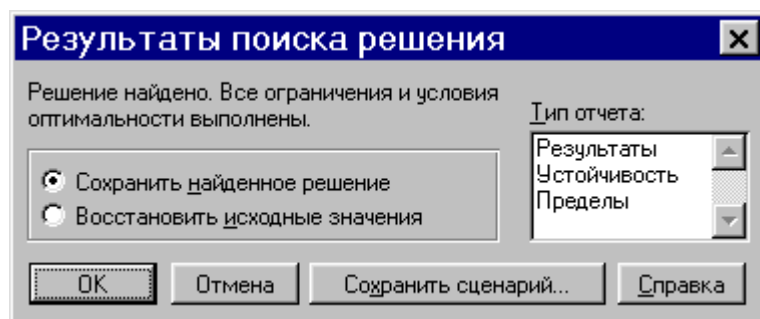 Результаты поиска решения
Решение найдено. Все ограничения и условия
оптимальности выполнены.
Тип отчета:
Результаты
Устойчивость
Пределы
Сохранить найденное решение
Восстановить исходные значения
OK
Отмена
Сохранить сценарий...
Справка